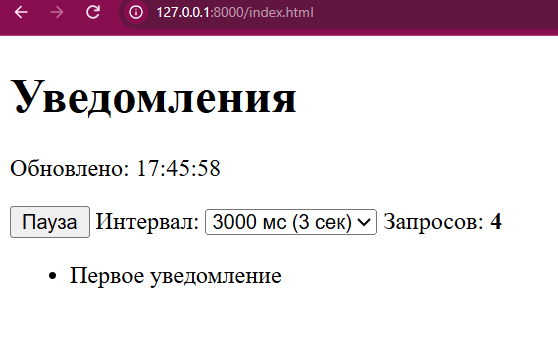 127.0.0.1:8000/index.html
Уведомления
Обновлено: 17:45:58
Пауза Интервал: 3000 мс (3 сек) Запросов: 4
Первое уведомление